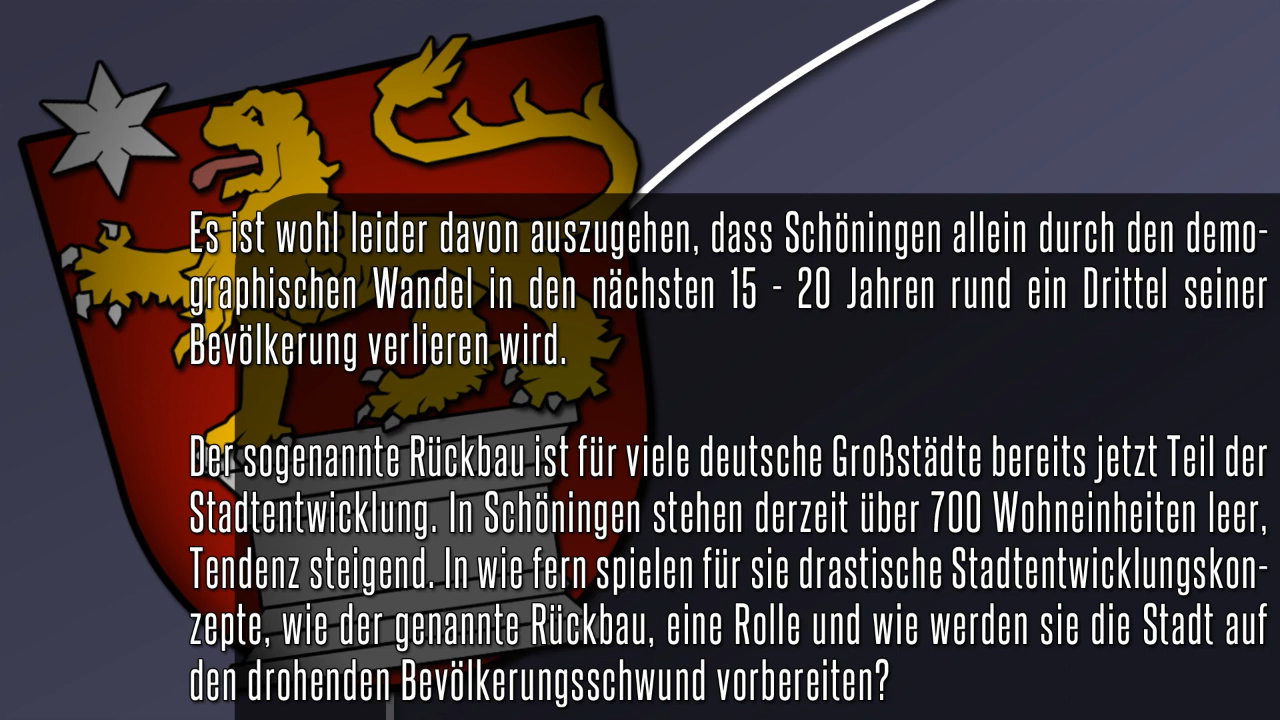 Es ist wohl leider davon auszugehen, dass Schöningen allein durch den demo-
graphischen Wandel in den nächsten 15 - 20 Jahren rund ein Drittel seiner
Bevölkerung verlieren wird.
Der sogenannte Rückbau ist für viele deutsche Großstädte bereits jetzt Teil der
Stadtentwicklung. In Schöningen stehen derzeit über 700 Wohneinheiten leer,
Tendenz steigend. In wie fern spielen für sie drastische Stadtentwicklungskon-
zepte, wie der genannte Rückbau, eine Rolle und wie werden sie die Stadt auf
den drohenden Bevölkerungsschwund vorbereiten?